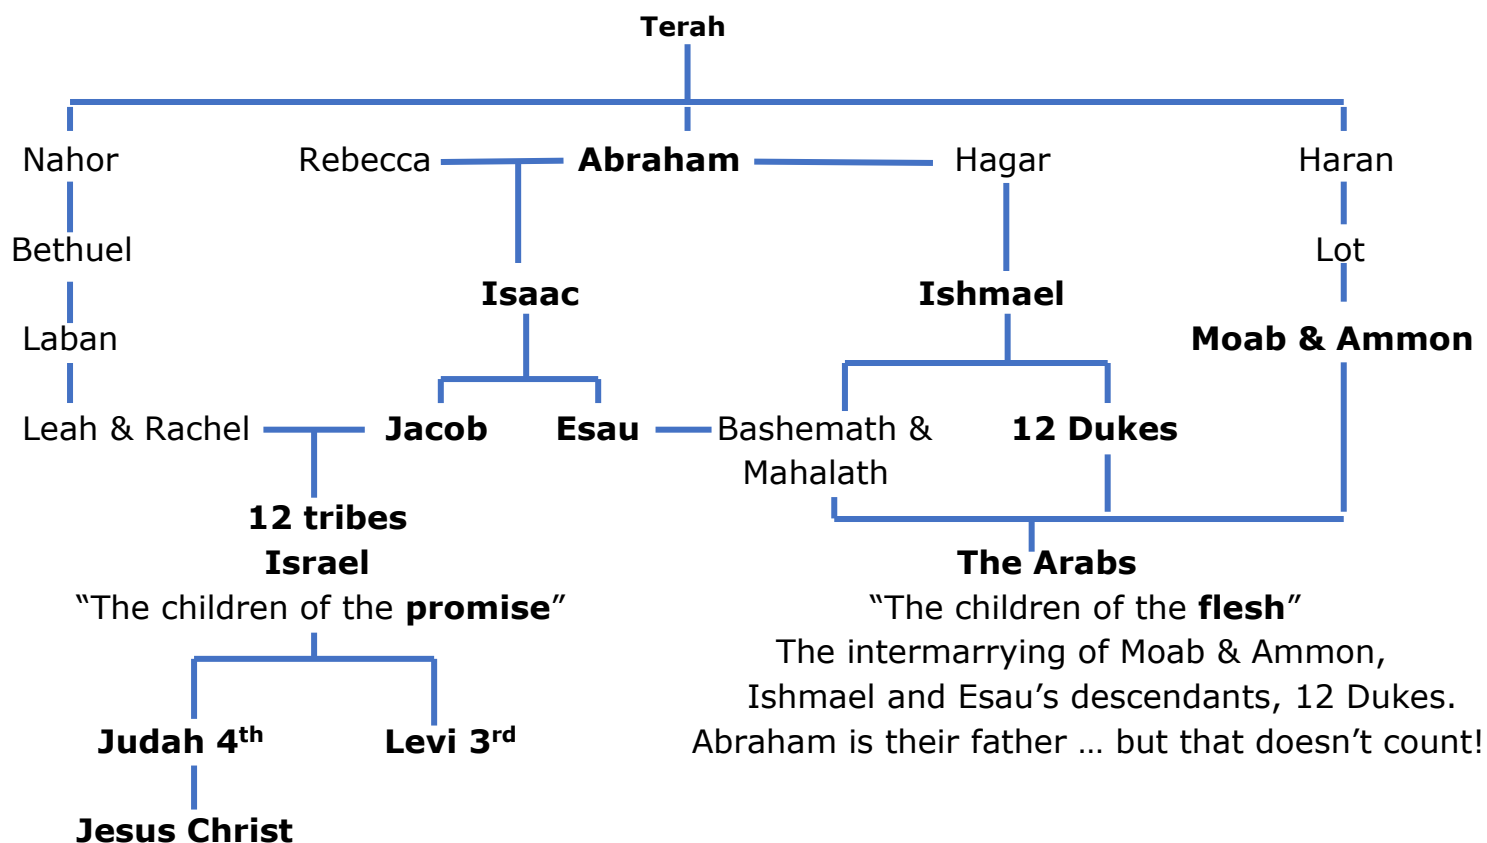 Terah
Nahor Rebecca Abraham Hagar Haran
Bethuel Lot
Isaac Ishmael
Laban Moab & Ammon
Leah & Rachel Jacob Esau Bashemath & 12 Dukes
Mahalath
12 tribes
Israel The Arabs
“The children of the promise” “The children of the flesh”
The intermarrying of Moab & Ammon,
Ishmael and Esau’s descendants, 12 Dukes.
Judah 4th Levi 3rd Abraham is their father … but that doesn’t count!
Jesus Christ